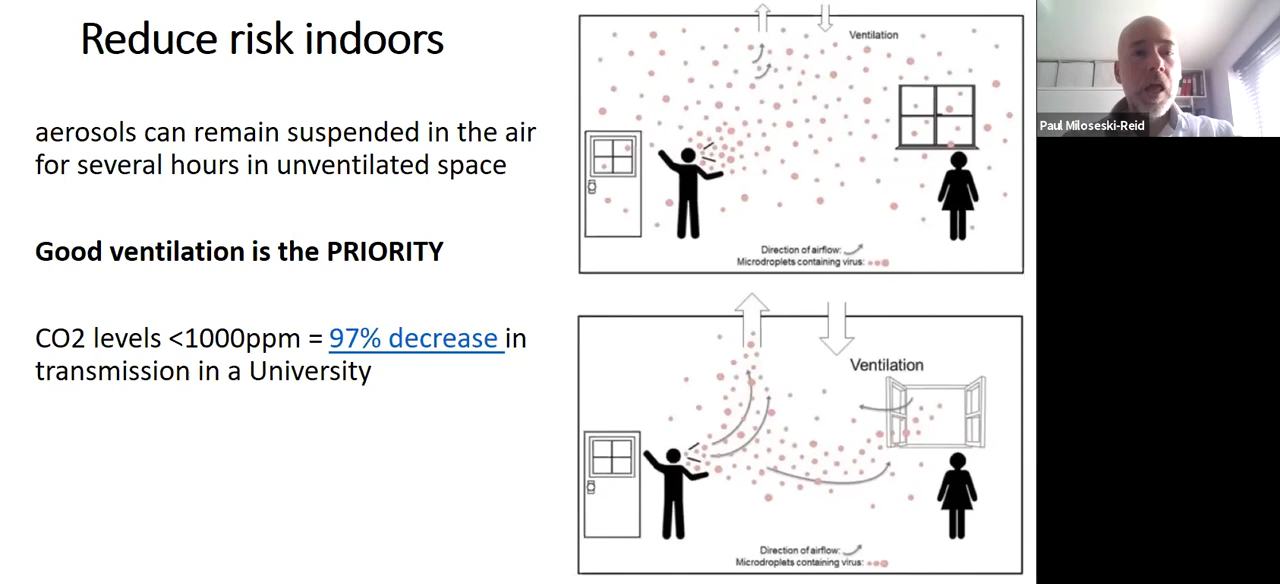 Reduce risk indoors
aerosols can remain suspended in the air
for several hours in unventilated space
Good ventilation is the PRIORITY
CO2 levels <1000ppm = 97% decrease in
transmission in a University
Ventilation
Direction of airflow:
Microdroplets containing virus:
Ventilation
Direction of airflow:
Microdroplets containing virus:
Paul Miloseski-Reid